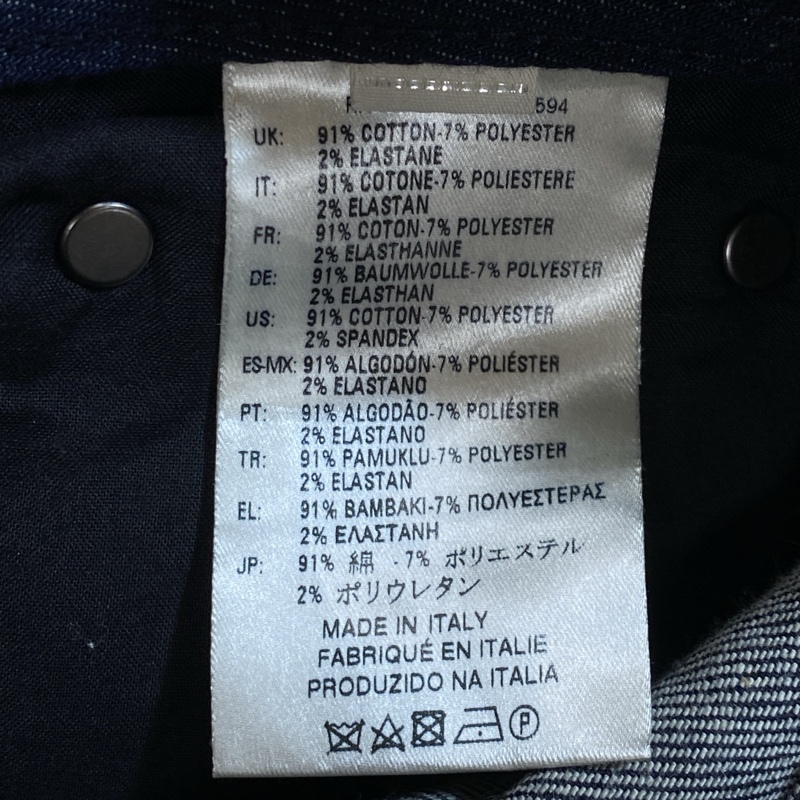 594
UK: 91% COTTON-7% POLYESTER
2% ELASTANE
IT: 91% COTONE-7% POLIESTERE
2% ELASTAN
FR: 91% COTON-7% POLYESTER
2% ELASTHANNE
DE: 91% BAUMWOLLE-7% POLYESTER
2% ELASTHAN
US: 91% COTTON-7% POLYESTER
2% SPANDEX
ES-MX: 91% ALGODÓN-7% POLIÉSTER
2% ELASTANO
PT: 91% ALGODÃO-7% POLIÉSTER
2% ELASTANO
TR: 91% PAMUKLU-7% POLYESTER
2% ELASTAN
EL: 91% BAMBAKI-7% ΠΟΛΥΕΣΤΕΡΑΣ
2% ΕΛΑΣΤΑΝΗ
JP: 91% 綿 -7% ポリエステル
2% ポリウレタン
MADE IN ITALY
FABRIQUÉ EN ITALIE
PRODUZIDO NA ITALIA
P